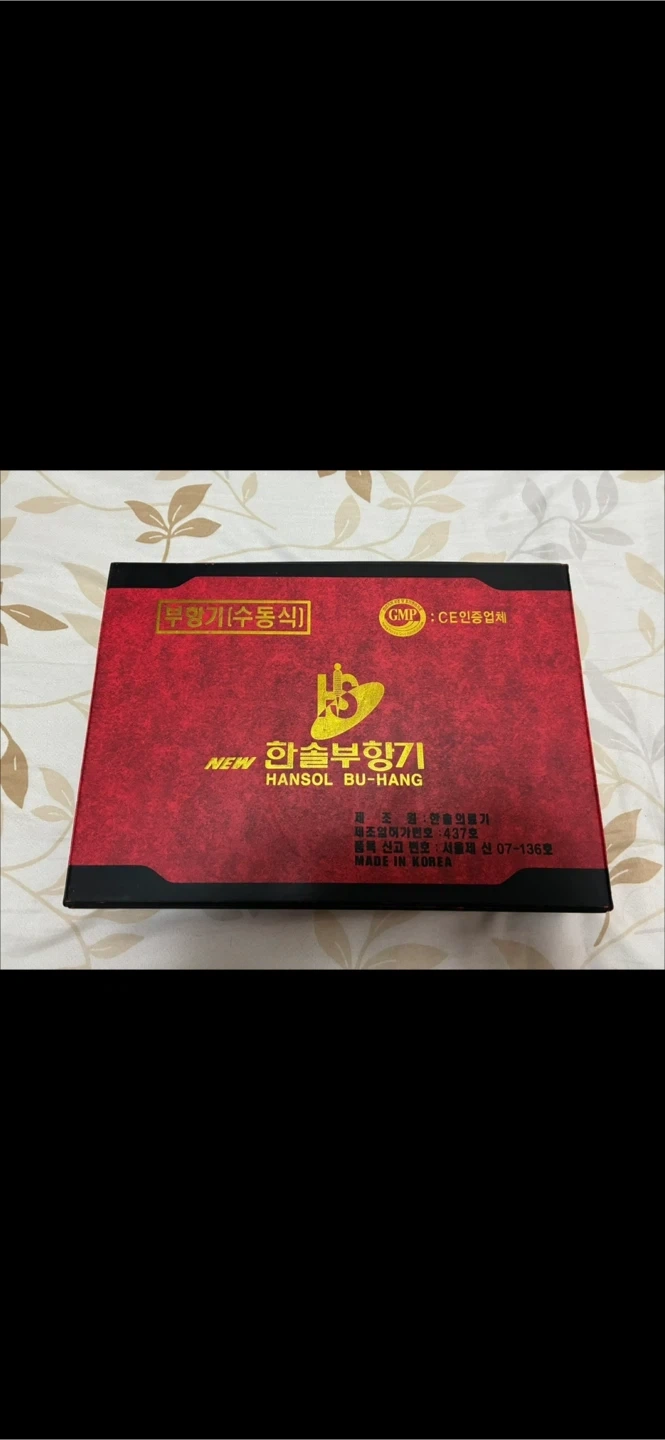 부항기(수동식)
GMP : CE인증업체
HS
NEW 한솔부항기
HANSOL BU-HANG
제 조 원 : 한솔의료기
제조업허가번호 : 437호
품목 신고 번호 : 서울제 신 07-136호
MADE IN KOREA